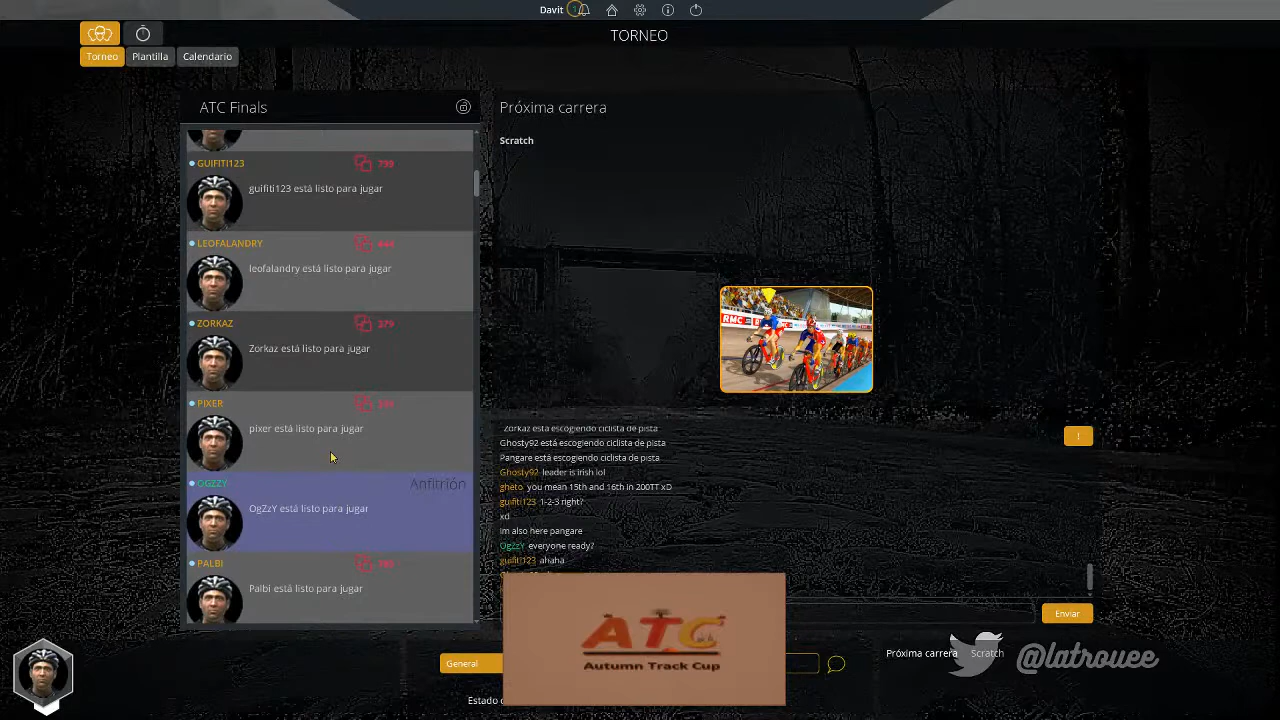 Davit
TORNEO
Torneo
Plantilla
Calendario
ATC Finals
GUIFITI123
799
guifiti123 está listo para jugar
LEOFALANDRY
leofalandry está listo para jugar
ZORKAZ
379
Zorkaz está listo para jugar
PIXER
pixer está listo para jugar
OGZZY
Anfitrión
OgZzY está listo para jugar
PALBI
Palbi está listo para jugar
Próxima carrera
Scratch
RMC
Zorkaz está escogiendo ciclista de pista
Ghosty92 está escogiendo ciclista de pista
Pangare está escogiendo ciclista de pista
Ghosty92 leader is irish lol
gheto you mean 15th and 16th in 200TT xD
guifiti123 1-2-3 right?
xd
im also here pangare
OgZzY everyone ready?
guifiti123 ahaha
!
Enviar
General
ATC
Autumn Track Cup
Próxima carrera Scratch
@latrouee
Estado